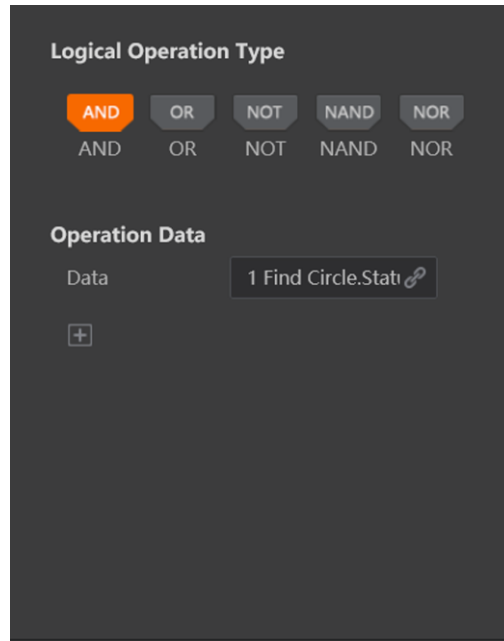 Logical Operation Type
AND OR NOT NAND NOR
AND OR NOT NAND NOR
Operation Data
Data 1 Find Circle.Statu